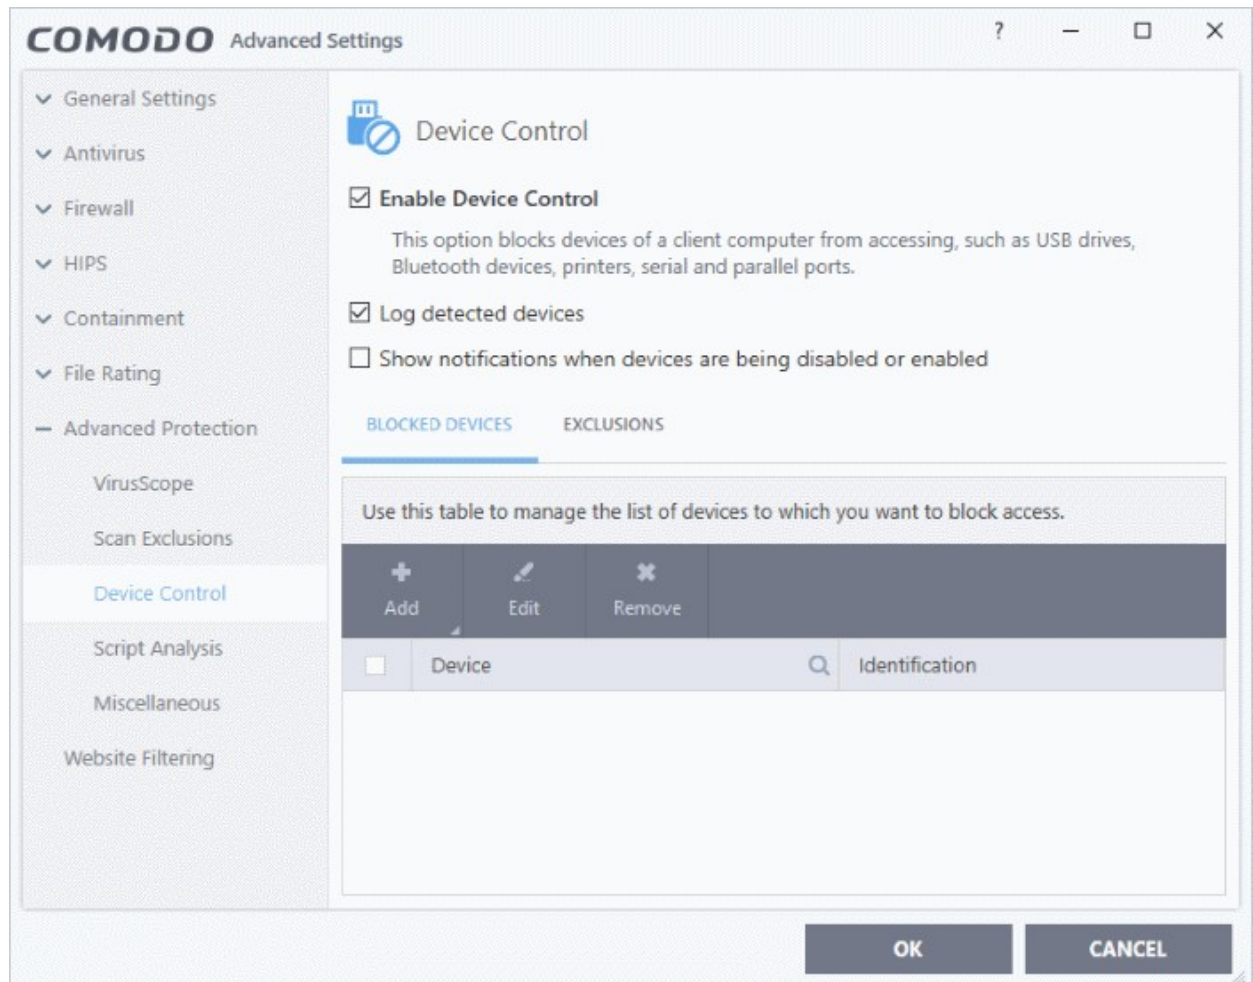 COMODO Advanced Settings ?
General Settings
Antivirus
Firewall
HIPS
Containment
File Rating
Advanced Protection
VirusScope
Scan Exclusions
Device Control
Script Analysis
Miscellaneous
Website Filtering
Device Control
Enable Device Control
This option blocks devices of a client computer from accessing, such as USB drives,
Bluetooth devices, printers, serial and parallel ports.
Log detected devices
Show notifications when devices are being disabled or enabled
BLOCKED DEVICES EXCLUSIONS
Use this table to manage the list of devices to which you want to block access.
Add Edit Remove
Device Identification
OK CANCEL